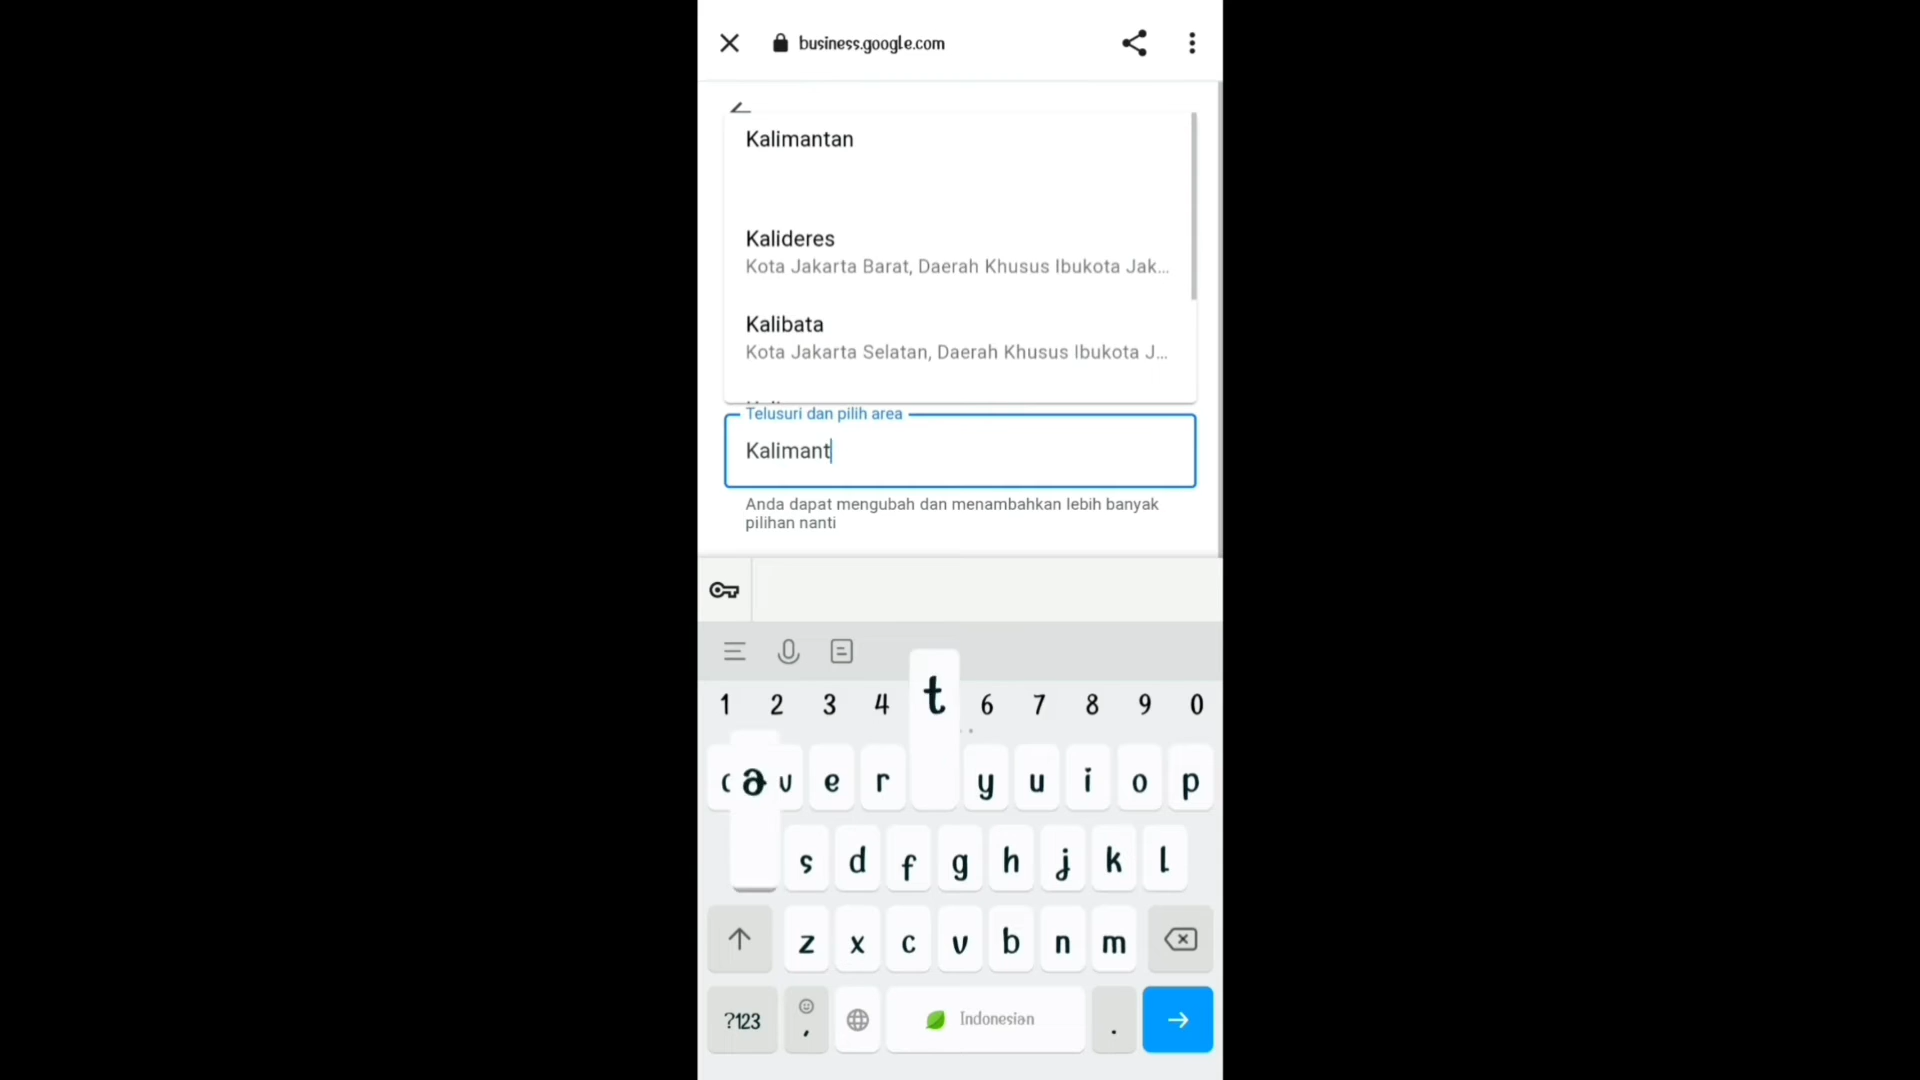 business.google.com
Kalimantan
Kalideres
Kota Jakarta Barat, Daerah Khusus Ibukota Jak...
Kalibata
Kota Jakarta Selatan, Daerah Khusus Ibukota J...
Telusuri dan pilih area
Kalimant
Anda dapat mengubah dan menambahkan lebih banyak
pilihan nanti
1 2 3 4 t 6 7 8 9 0
a e r y u i o p
s d f g h j k l
z x c v b n m
?123 , Indonesian .